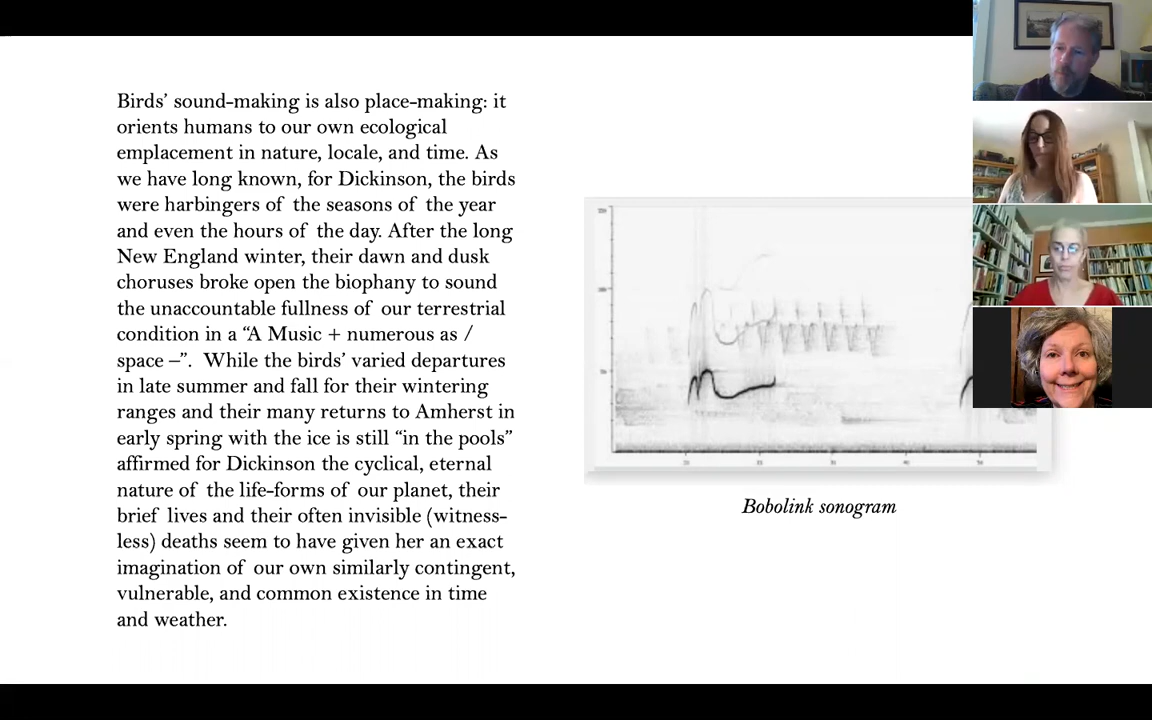 Birds’ sound-making is also place-making: it
orients humans to our own ecological
emplacement in nature, locale, and time. As
we have long known, for Dickinson, the birds
were harbingers of the seasons of the year
and even the hours of the day. After the long
New England winter, their dawn and dusk
choruses broke open the biophany to sound
the unaccountable fullness of our terrestrial
condition in a “A Music + numerous as /
space –”. While the birds’ varied departures
in late summer and fall for their wintering
ranges and their many returns to Amherst in
early spring with the ice is still “in the pools”
affirmed for Dickinson the cyclical, eternal
nature of the life-forms of our planet, their
brief lives and their often invisible (witness-
less) deaths seem to have given her an exact
imagination of our own similarly contingent,
vulnerable, and common existence in time
and weather.
Bobolink sonogram